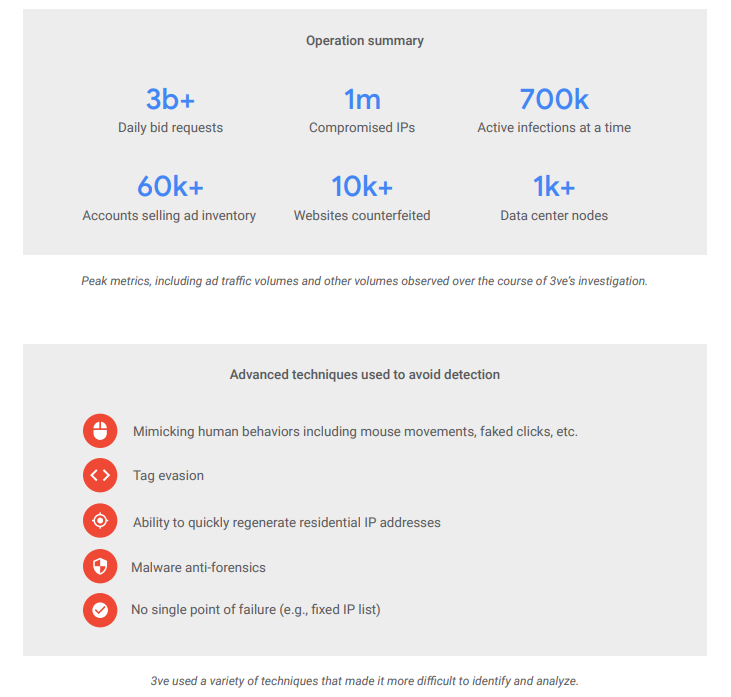 Operation summary
3b+ 1m 700k
Daily bid requests Compromised IPs Active infections at a time
60k+ 10k+ 1k+
Accounts selling ad inventory Websites counterfeited Data center nodes
Peak metrics, including ad traffic volumes and other volumes observed over the course of 3ve's investigation.
Advanced techniques used to avoid detection
Mimicking human behaviors including mouse movements, faked clicks, etc.
Tag evasion
Ability to quickly regenerate residential IP addresses
Malware anti-forensics
No single point of failure (e.g., fixed IP list)
3ve used a variety of techniques that made it more difficult to identify and analyze.